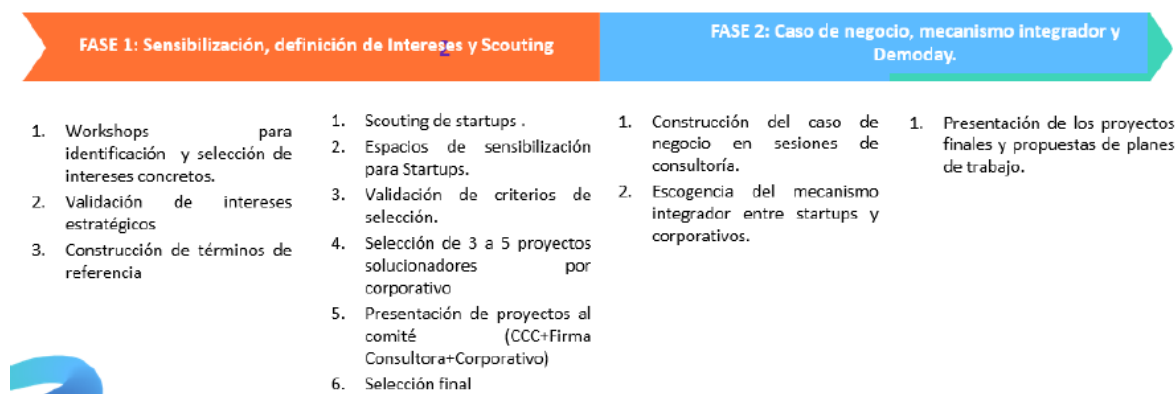 FASE 1: Sensibilización, definición de Intereses y Scouting
FASE 2: Caso de negocio, mecanismo integrador y
Demoday.
1. Workshops para
identificación y selección de
intereses concretos.
2. Validación de intereses
estratégicos
3. Construcción de términos de
referencia
1. Scouting de startups .
2. Espacios de sensibilización
para Startups.
3. Validación de criterios de
selección.
4. Selección de 3 a 5 proyectos
solucionadores por
corporativo
5. Presentación de proyectos al
comité (CCC+Firma
Consultora+Corporativo)
6. Selección final
1. Construcción del caso de
negocio en sesiones de
consultoría.
2. Escogencia del mecanismo
integrador entre startups y
corporativos.
1. Presentación de los proyectos
finales y propuestas de planes
de trabajo.